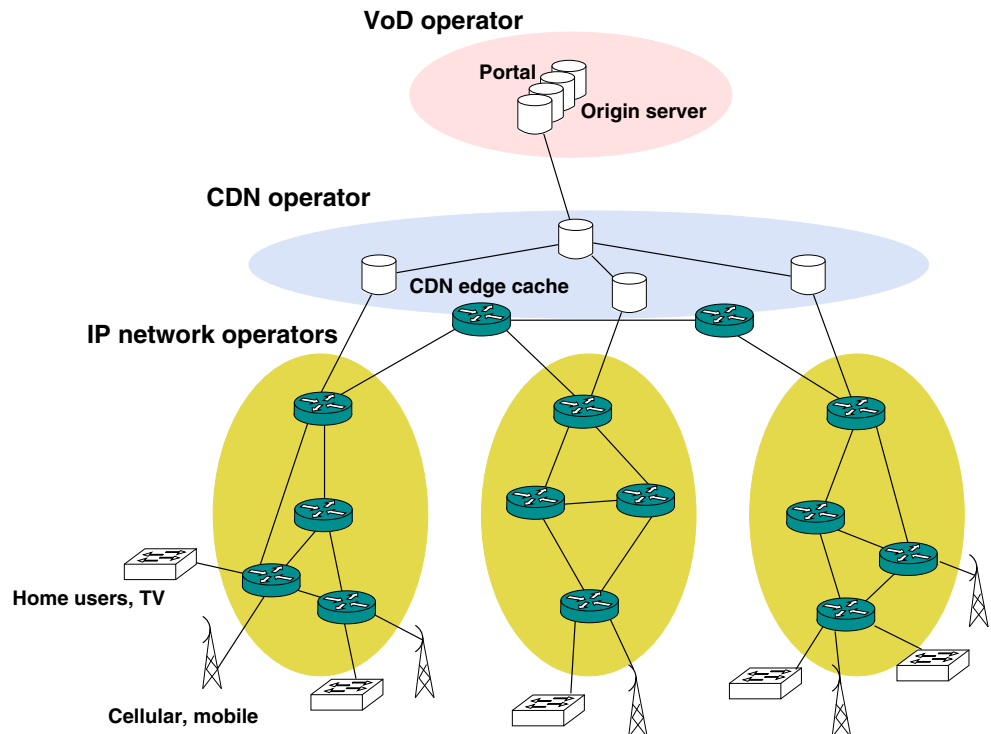 VoD operator
Portal
Origin server
CDN operator
CDN edge cache
IP network operators
Home users, TV
Cellular, mobile